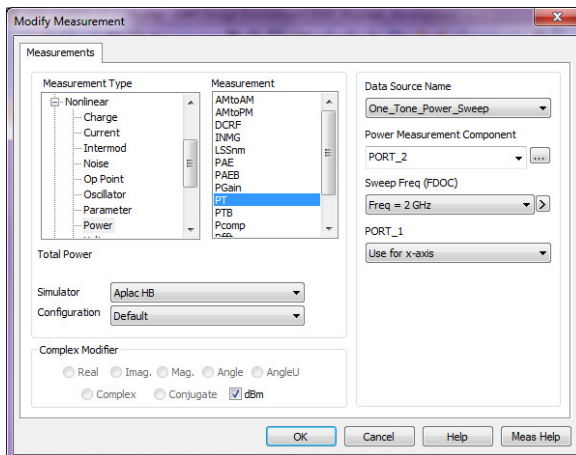 Modify Measurement
Measurements
Measurement Type
Nonlinear
Charge
Current
Intermod
Noise
Op Point
Oscillator
Parameter
Power
Measurement
AMtoAM
AMtoPM
DCRF
INMG
LSSnm
PAE
PAEB
PGain
PT
PTB
Pcomp
Total Power
Simulator
Aplac HB
Configuration
Default
Complex Modifier
Real
Imag.
Mag.
Angle
AngleU
Complex
Conjugate
dBm
Data Source Name
One_Tone_Power_Sweep
Power Measurement Component
PORT_2
...
Sweep Freq (FDOC)
Freq = 2 GHz
>
PORT_1
Use for x-axis
OK
Cancel
Help
Meas Help